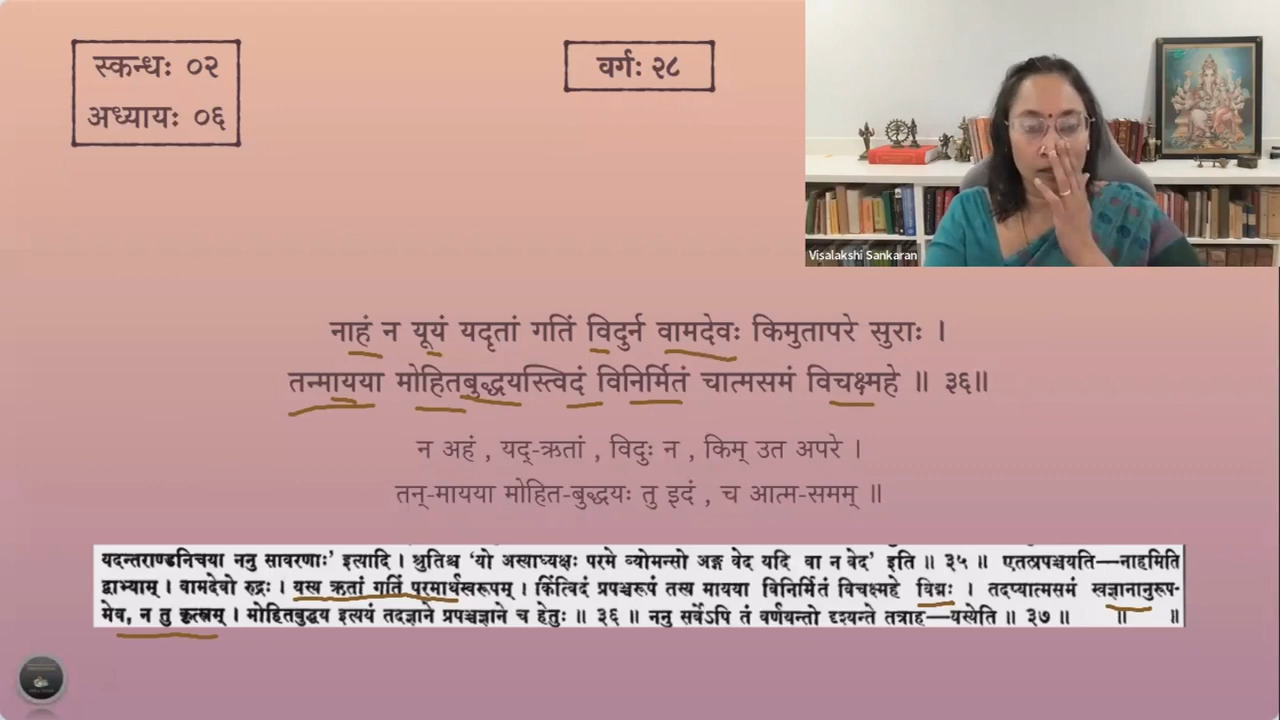 स्कन्धः ०२
अध्यायः ०६
वर्गः २८
Visalakshi Sankaran
नाहं न यूयं यदृतां गतिं विदुर्न वामदेवः किमुतापरे सुराः ।
तन्मायया मोहितबुद्धयस्त्विदं विनिर्मितं चात्मसमं विचक्ष्महे ॥ ३६॥
न अहं , यद्-ऋतां , विदुः न , किम् उत अपरे ।
तन्-मायया मोहित-बुद्धयः तु इदं , च आत्म-समम् ॥
यदन्तराण्डनिचया ननु सावरणाः’ इत्यादि । श्रुतिश्च ‘यो अस्याध्यक्षः परमे व्योमन्सो अङ्ग वेद यदि वा न वेद’ इति ॥ ३५ ॥ एतत्प्रपञ्चयति—नाहमिति
द्वाभ्याम् । वामदेवो रुद्रः । यस्य ऋतां गतिं परमार्थस्वरूपम् । किंत्विदं प्रपञ्चरूपं तस्य मायया विनिर्मितं विचक्ष्महे विद्मः । तदप्यात्मसमं स्वज्ञानानुरूप-
मेव, न तु कृत्स्नम् । मोहितबुद्धय इत्ययं तदज्ञाने प्रपञ्चज्ञाने च हेतुः ॥ ३६ ॥ ननु सर्वेऽपि तं वर्णयन्तो दृश्यन्ते तत्राह—यस्येति ॥ ३७ ॥ ॥ ॥